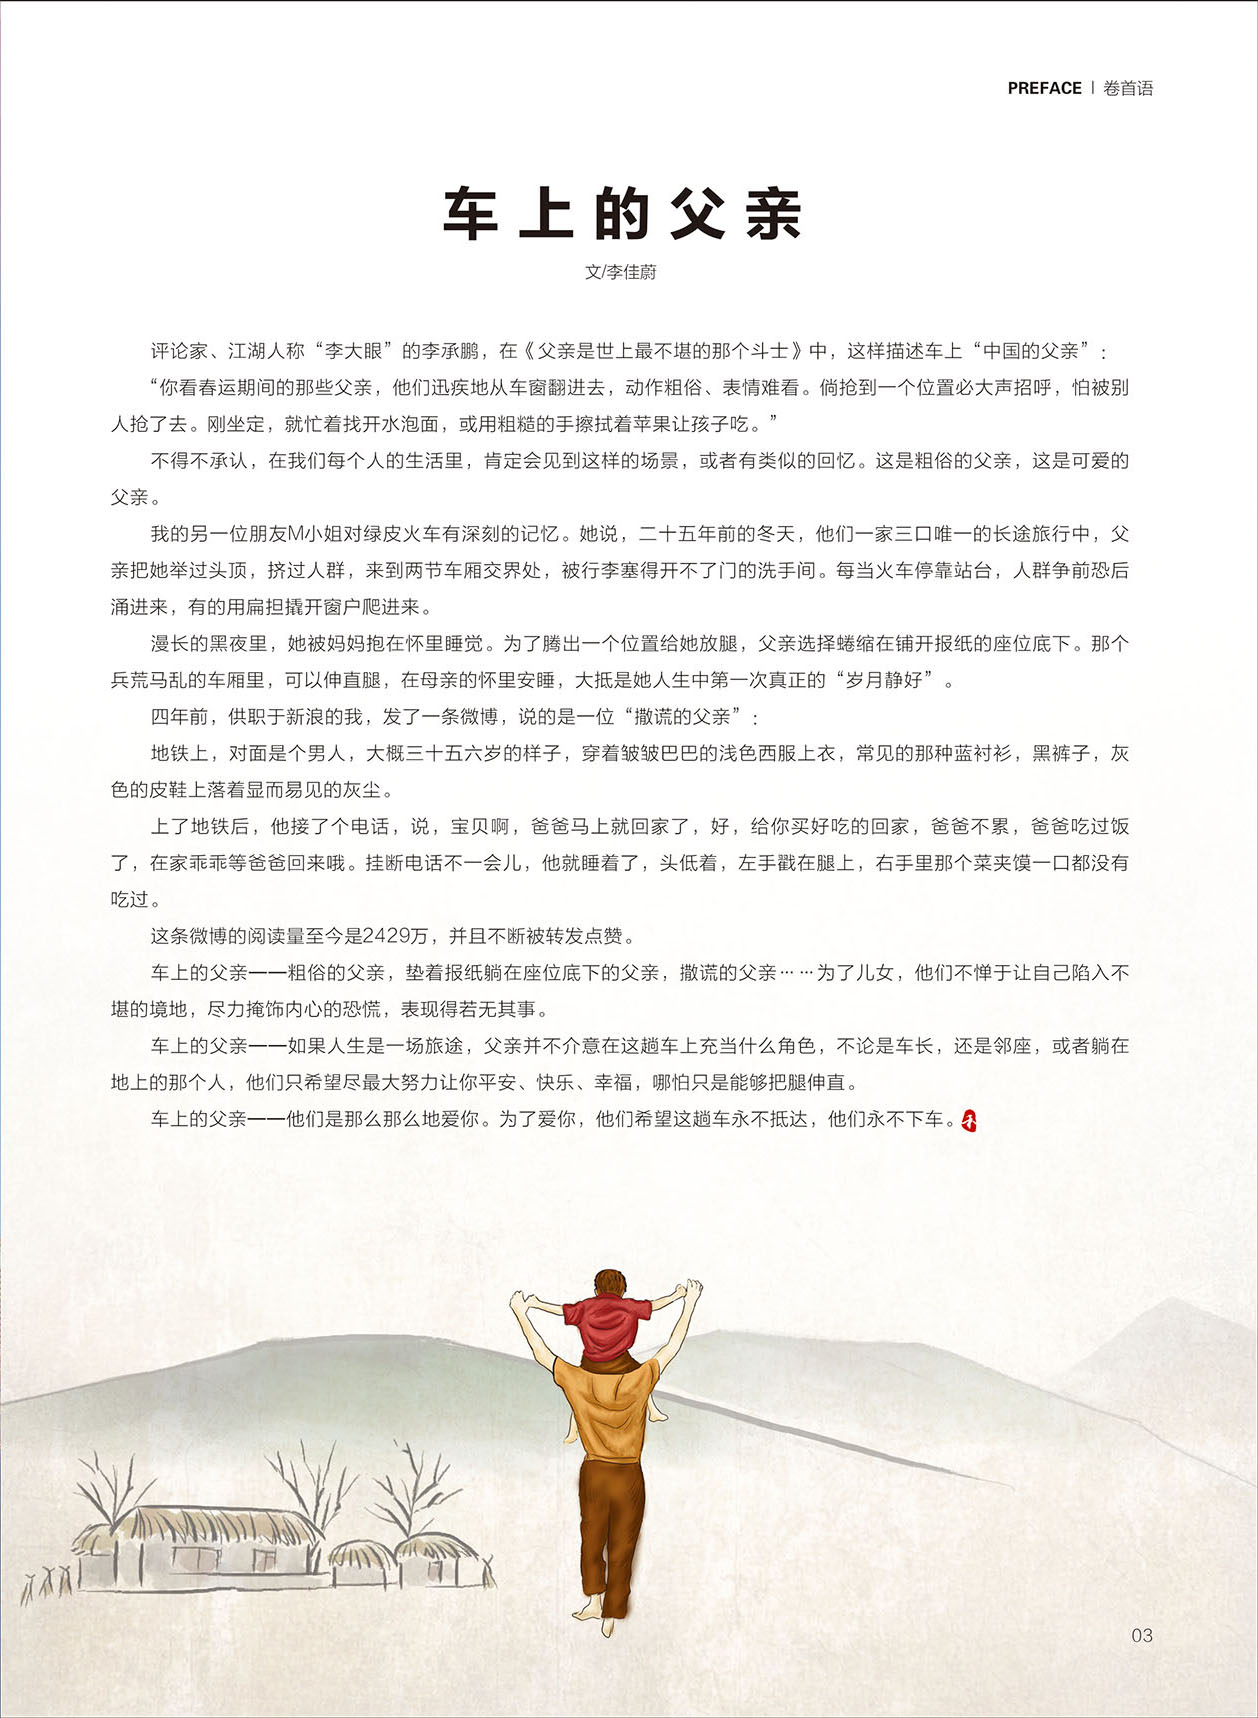 PREFACE | 卷首语
车上的父亲
文/李佳蔚
评论家、江湖人称“李大眼”的李承鹏，在《父亲是世上最不堪的那个斗士》中，这样描述车上“中国的父亲”：
“你看春运期间的那些父亲，他们迅疾地从车窗翻进去，动作粗俗、表情难看。倘抢到一个位置必大声招呼，怕被别
人抢了去。刚坐定，就忙着找开水泡面，或用粗糙的手擦拭着苹果让孩子吃。”
不得不承认，在我们每个人的生活里，肯定会见到这样的场景，或者有类似的回忆。这是粗俗的父亲，这是可爱的
父亲。
我的另一位朋友M小姐对绿皮火车有深刻的记忆。她说，二十五年前的冬天，他们一家三口唯一的长途旅行中，父
亲把她举过头顶，挤过人群，来到两节车厢交界处，被行李塞得开不了门的洗手间。每当火车停靠站台，人群争前恐后
涌进来，有的用扁担撬开窗户爬进来。
漫长的黑夜里，她被妈妈抱在怀里睡觉。为了腾出一个位置给她放腿，父亲选择蜷缩在铺开报纸的座位底下。那个
兵荒马乱的车厢里，可以伸直腿，在母亲的怀里安睡，大抵是她人生中第一次真正的“岁月静好”。
四年前，供职于新浪的我，发了一条微博，说的是一位“撒谎的父亲”：
地铁上，对面是个男人，大概三十五六岁的样子，穿着皱皱巴巴的浅色西服上衣，常见的那种蓝衬衫，黑裤子，灰
色的皮鞋上落着显而易见的灰尘。
上了地铁后，他接了个电话，说，宝贝啊，爸爸马上就回家了，好，给你买好吃的回家，爸爸不累，爸爸吃过饭
了，在家乖乖等爸爸回来哦。挂断电话不一会儿，他就睡着了，头低着，左手戳在腿上，右手里那个菜夹馍一口都没有
吃过。
这条微博的阅读量至今是2429万，并且不断被转发点赞。
车上的父亲——粗俗的父亲，垫着报纸躺在座位底下的父亲，撒谎的父亲……为了儿女，他们不惮于让自己陷入不
堪的境地，尽力掩饰内心的恐慌，表现得若无其事。
车上的父亲——如果人生是一场旅途，父亲并不介意在这趟车上充当什么角色，不论是车长，还是邻座，或者躺在
地上的那个人，他们只希望尽最大努力让你平安、快乐、幸福，哪怕只是能够把腿伸直。
车上的父亲——他们是那么那么地爱你。为了爱你，他们希望这趟车永不抵达，他们永不下车。
03